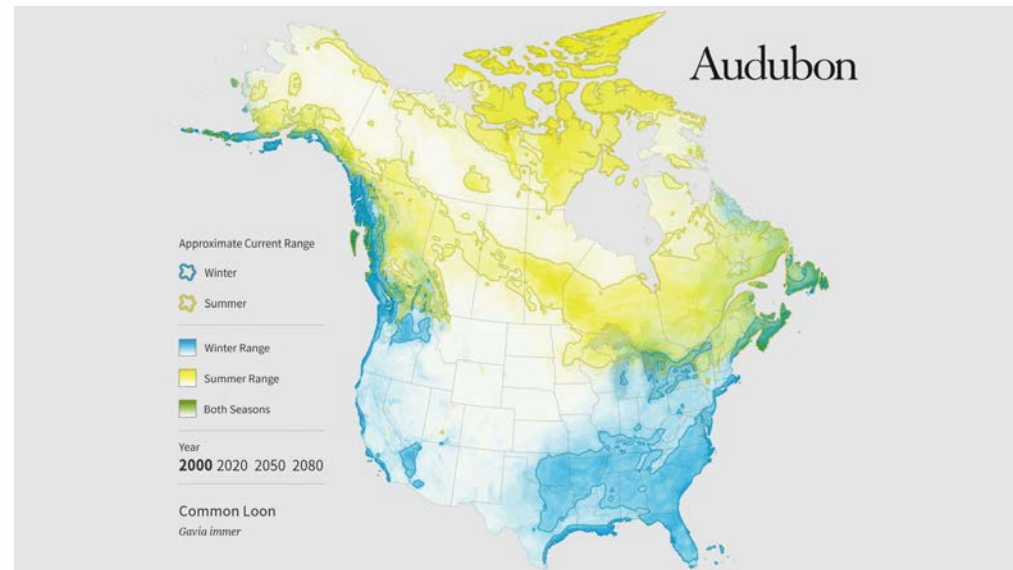 Audubon
Approximate Current Range
Winter
Summer
Winter Range
Summer Range
Both Seasons
Year
2000 2020 2050 2080
Common Loon
Gavia immer